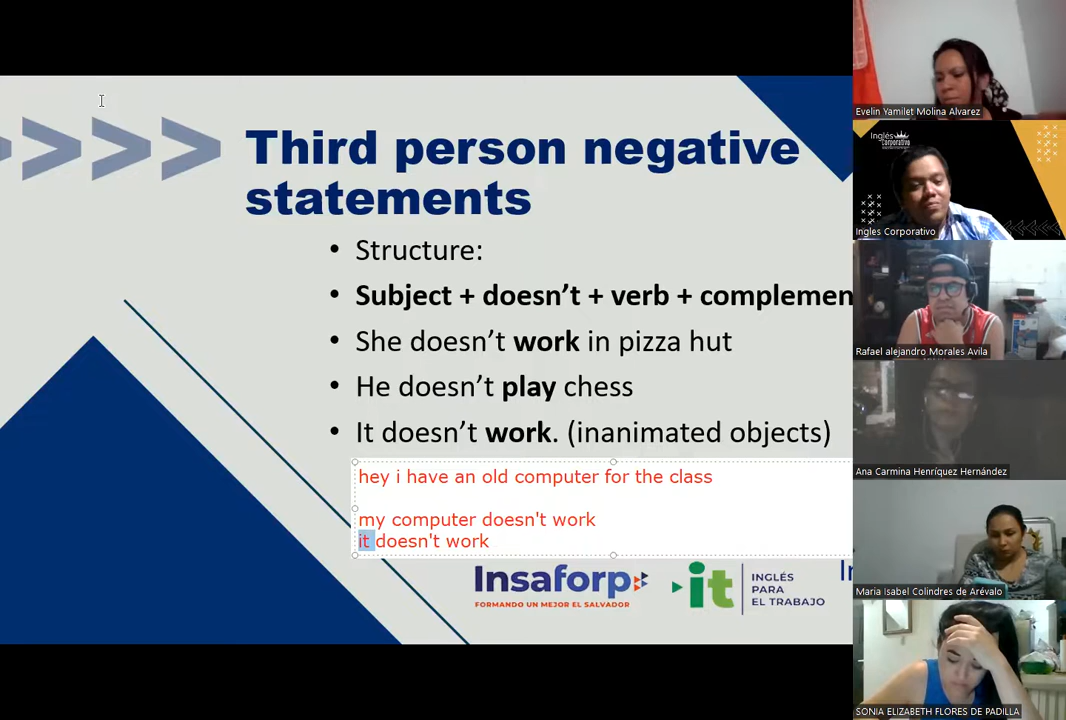 Third person negative
statements
• Structure:
• Subject + doesn't + verb + complemen
• She doesn't work in pizza hut
• He doesn't play chess
• It doesn't work. (inanimated objects)
hey i have an old computer for the class
my computer doesn't work
it doesn't work
Insaforp
FORMANDO UN MEJOR EL SALVADOR
it
INGLÉS
PARA
EL TRABAJO
Evelin Yamilet Molina Alvarez
Inglés
corporativo
Ingles Corporativo
Rafael alejandro Morales Avila
Ana Carmina Henríquez Hernández
Maria Isabel Colindres de Arévalo
SONIA ELIZABETH FLORES DE PADILLA